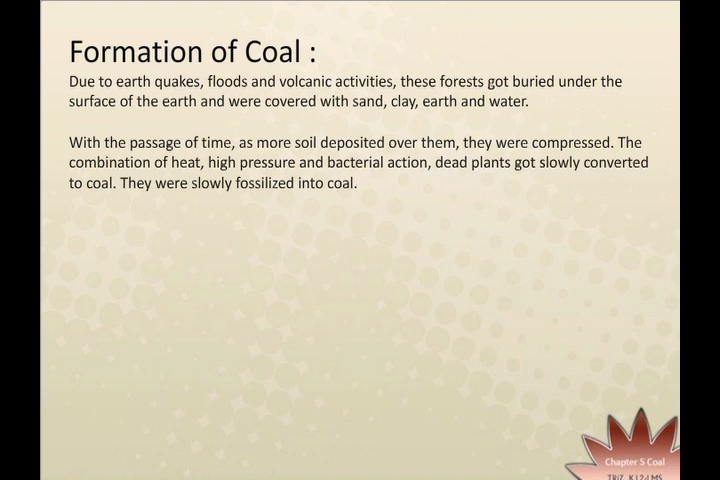 Formation of Coal :
Due to earth quakes, floods and volcanic activities, these forests got buried under the
surface of the earth and were covered with sand, clay, earth and water.
With the passage of time, as more soil deposited over them, they were compressed. The
combination of heat, high pressure and bacterial action, dead plants got slowly converted
to coal. They were slowly fossilized into coal.
Chapter 5 Coal